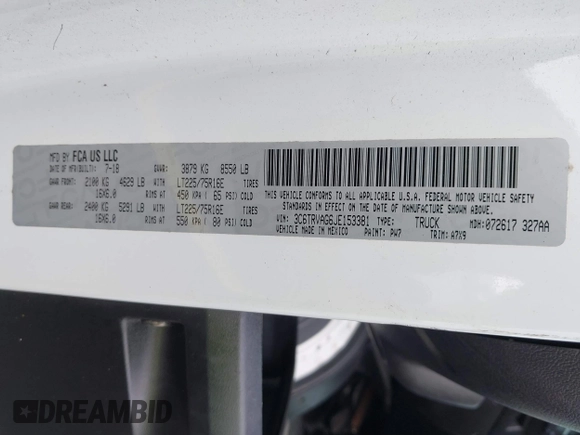 MFD BY FCA US LLC
DATE OF MFR(BUILT): 7-18 GVWR: 3879 KG 8550 LB
GAWR FRONT: 2100 KG 4629 LB WITH LT225/75R16E TIRES
16X6.0 RIMS AT 450 KPA( 65 PSI) COLD
GAWR REAR: 2400 KG 5291 LB WITH LT225/75R16E TIRES
16X6.0 RIMS AT 550 KPA( 80 PSI) COLD
THIS VEHICLE CONFORMS TO ALL APPLICABLE U.S.A. FEDERAL MOTOR VEHICLE SAFETY
STANDARDS IN EFFECT ON THE DATE OF MANUFACTURE SHOWN.
VIN: 3C6TRVAG6JE153381 TYPE: TRUCK MDH: 072617 327AA
VEHICLE MADE IN MEXICO PAINT: PW7 TRIM: A7X9
DREAMBID